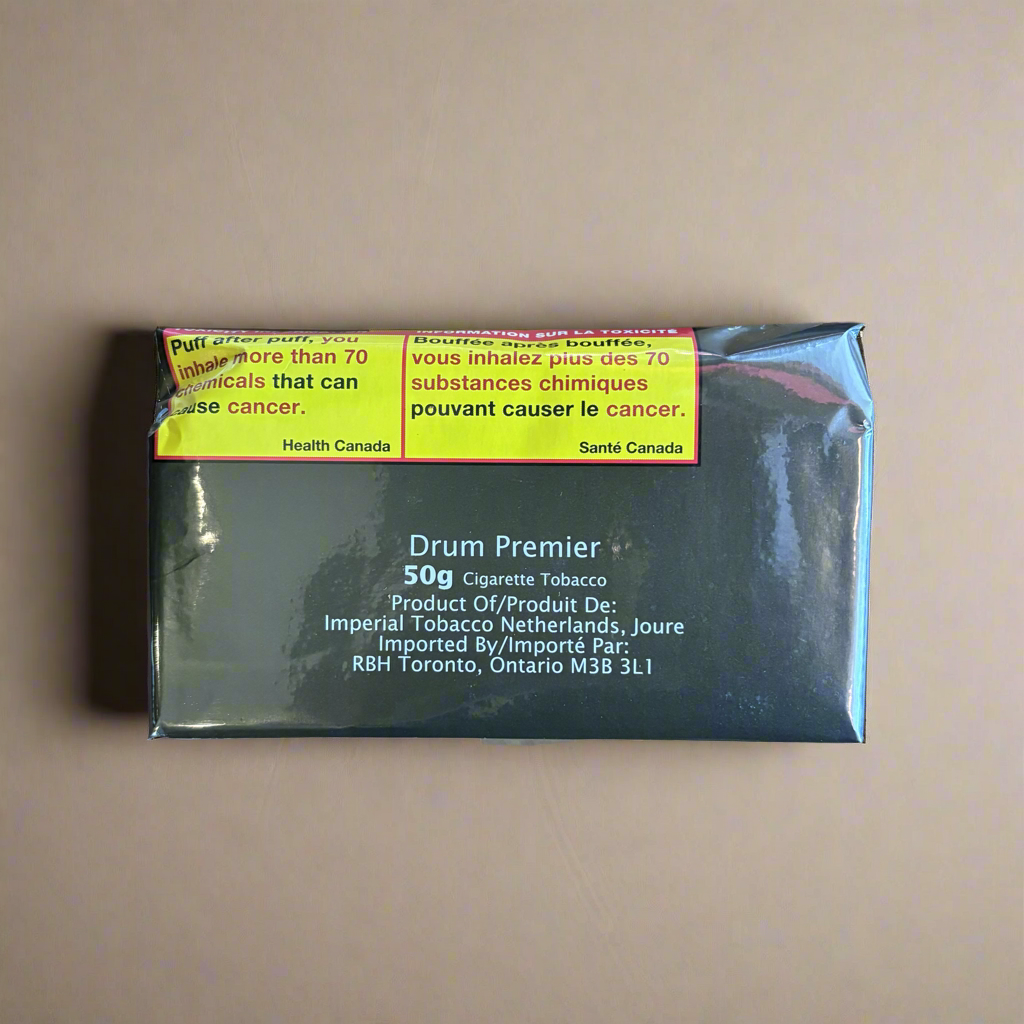 INFORMATION SUR LA TOXICITÉ
Puff after puff, you
inhale more than 70
chemicals that can
cause cancer.
Health Canada
Bouffée après bouffée,
vous inhalez plus des 70
substances chimiques
pouvant causer le cancer.
Santé Canada
Drum Premier
50g Cigarette Tobacco
Product Of/Produit De:
Imperial Tobacco Netherlands, Joure
Imported By/Importé Par:
RBH Toronto, Ontario M3B 3L1